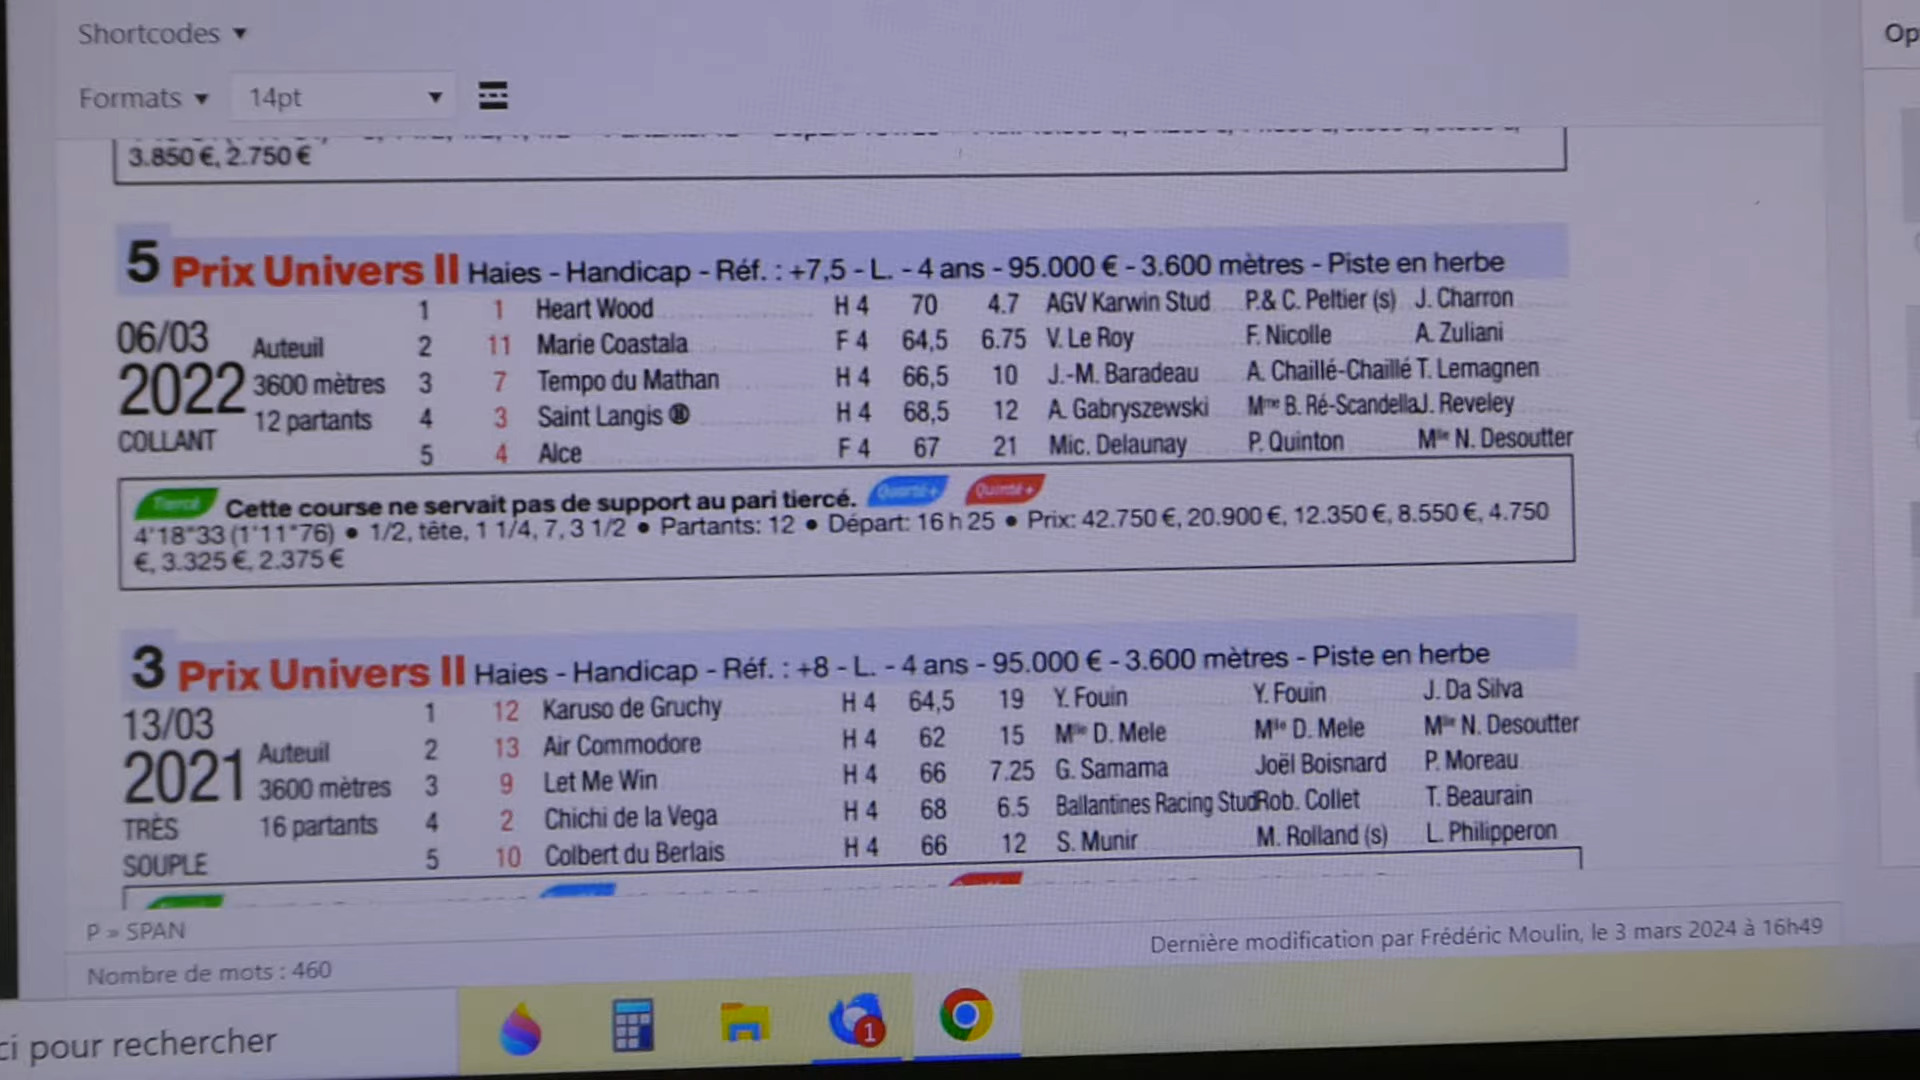 Shortcodes
Op
Formats
14pt
3.850 €, 2.750 €
5 Prix Univers II Haies - Handicap - Réf. : +7,5 - L. - 4 ans - 95.000 € - 3.600 mètres - Piste en herbe
06/03
2022
COLLANT
Auteuil
3600 mètres
12 partants
1 1 Heart Wood H 4 70 4.7 AGV Karwin Stud P.& C. Peltier (s) J. Charron
2 11 Marie Coastala F 4 64,5 6.75 V. Le Roy F. Nicolle A. Zuliani
3 7 Tempo du Mathan H 4 66,5 10 J.-M. Baradeau A. Chaillé-Chaillé T. Lemagnen
4 3 Saint Langis H 4 68,5 12 A. Gabryszewski Mme B. Ré-Scandella J. Reveley
5 4 Alce F 4 67 21 Mic. Delaunay P. Quinton Mlle N. Desoutter
Tiercé Cette course ne servait pas de support au pari tiercé. Quarté+ Quinté+
4'18"33 (1'11"76) ● 1/2, tête, 1 1/4, 7, 3 1/2 ● Partants: 12 ● Départ: 16 h 25 ● Prix: 42.750 €, 20.900 €, 12.350 €, 8.550 €, 4.750
€, 3.325 €, 2.375 €
3 Prix Univers II Haies - Handicap - Réf. : +8 - L. - 4 ans - 95.000 € - 3.600 mètres - Piste en herbe
13/03
2021
TRÈS
SOUPLE
Auteuil
3600 mètres
16 partants
1 12 Karuso de Gruchy H 4 64,5 19 Y. Fouin Y. Fouin J. Da Silva
2 13 Air Commodore H 4 62 15 Mlle D. Mele Mlle D. Mele Mlle N. Desoutter
3 9 Let Me Win H 4 66 7.25 G. Samama Joël Boisnard P. Moreau
4 2 Chichi de la Vega H 4 68 6.5 Ballantines Racing Stud Rob. Collet T. Beaurain
5 10 Colbert du Berlais H 4 66 12 S. Munir M. Rolland (s) L. Philipperon
P » SPAN
Dernière modification par Frédéric Moulin, le 3 mars 2024 à 16h49
Nombre de mots : 460
ci pour rechercher
1